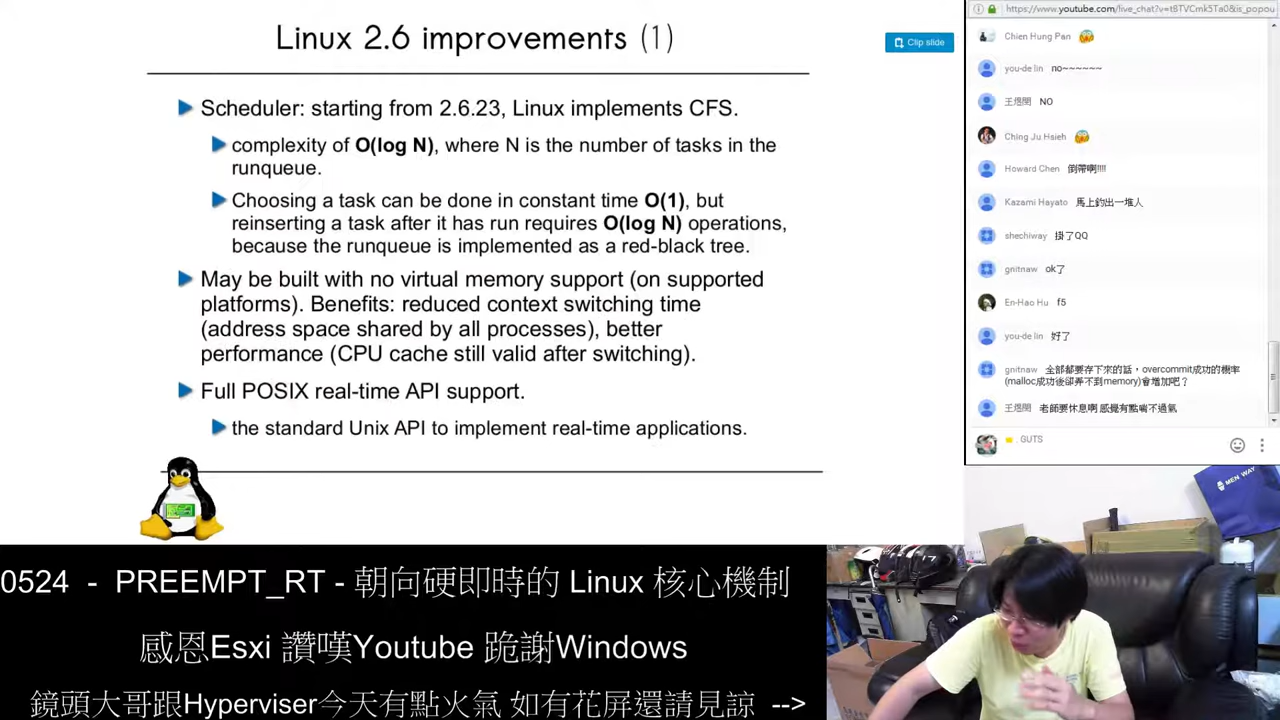 Linux 2.6 improvements (1)
Clip slide
Scheduler: starting from 2.6.23, Linux implements CFS.
complexity of O(log N), where N is the number of tasks in the
runqueue.
Choosing a task can be done in constant time O(1), but
reinserting a task after it has run requires O(log N) operations,
because the runqueue is implemented as a red-black tree.
May be built with no virtual memory support (on supported
platforms). Benefits: reduced context switching time
(address space shared by all processes), better
performance (CPU cache still valid after switching).
Full POSIX real-time API support.
the standard Unix API to implement real-time applications.
https://www.youtube.com/live_chat?v=t8TVCmk5Ta0&is_popou
Chien Hung Pan
you-de lin no~~~~~~
王煜閔 NO
Ching Ju Hsieh
Howard Chen 倒帶喇!!!!
Kazami Hayato 馬上釣出一堆人
shechiway 掛了QQ
gnitnaw ok了
En-Hao Hu f5
you-de lin 好了
gnitnaw 全部都要存下來的話，overcommit成功的機率
(malloc成功後卻弄不到memory)會增加吧？
王煜閔 老師要休息啊 感覺有點喘不過氣
GUTS
MEN WAY
0524 - PREEMPT_RT - 朝向硬即時的 Linux 核心機制
感恩Esxi 讚嘆Youtube 跪謝Windows
鏡頭大哥跟Hyperviser今天有點火氣 如有花屏還請見諒 -->